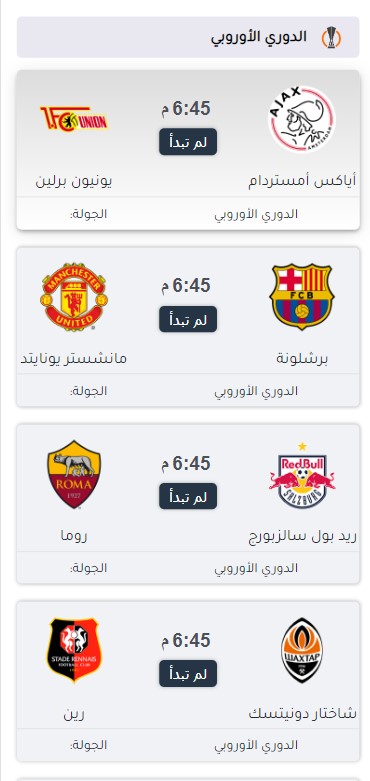 الدوري الأوروبي
AJAX
AMSTERDAM
6:45 م
1.FC UNION
لم تبدأ
أياكس أمستردام
يونيون برلين
الدوري الأوروبي
الجولة:
FCB
6:45 م
MANCHESTER
UNITED
لم تبدأ
برشلونة
مانشستر يونايتد
الدوري الأوروبي
الجولة:
Red Bull
SALZBURG
6:45 م
ROMA
1927
لم تبدأ
ريد بول سالزبورج
روما
الدوري الأوروبي
الجولة:
ШАХТАР
6:45 م
STADE RENNAIS
FOOTBALL CLUB
لم تبدأ
شاختار دونيتسك
رين
الدوري الأوروبي
الجولة: